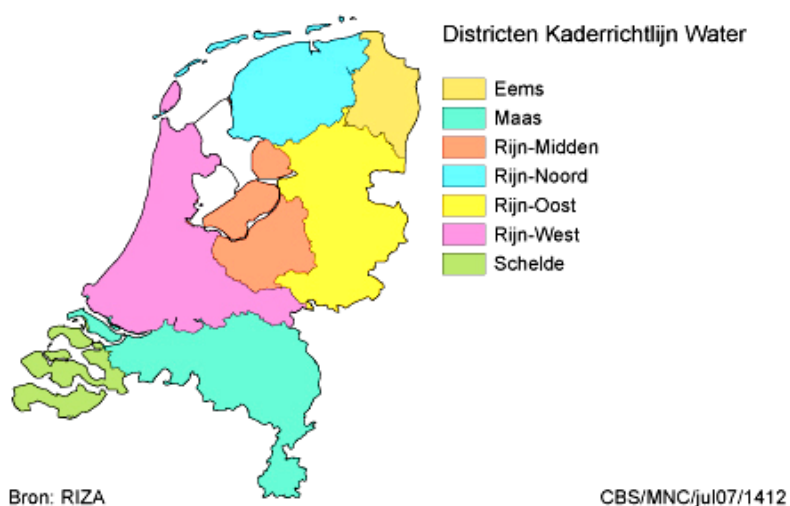 Districten Kaderrichtlijn Water
Eems
Maas
Rijn-Midden
Rijn-Noord
Rijn-Oost
Rijn-West
Schelde
Bron: RIZA
CBS/MNC/jul07/1412